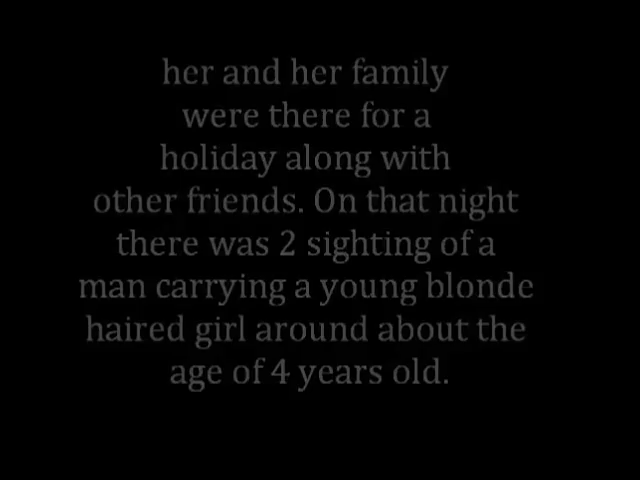 her and her family
were there for a
holiday along with
other friends. On that night
there was 2 sighting of a
man carrying a young blonde
haired girl around about the
age of 4 years old.